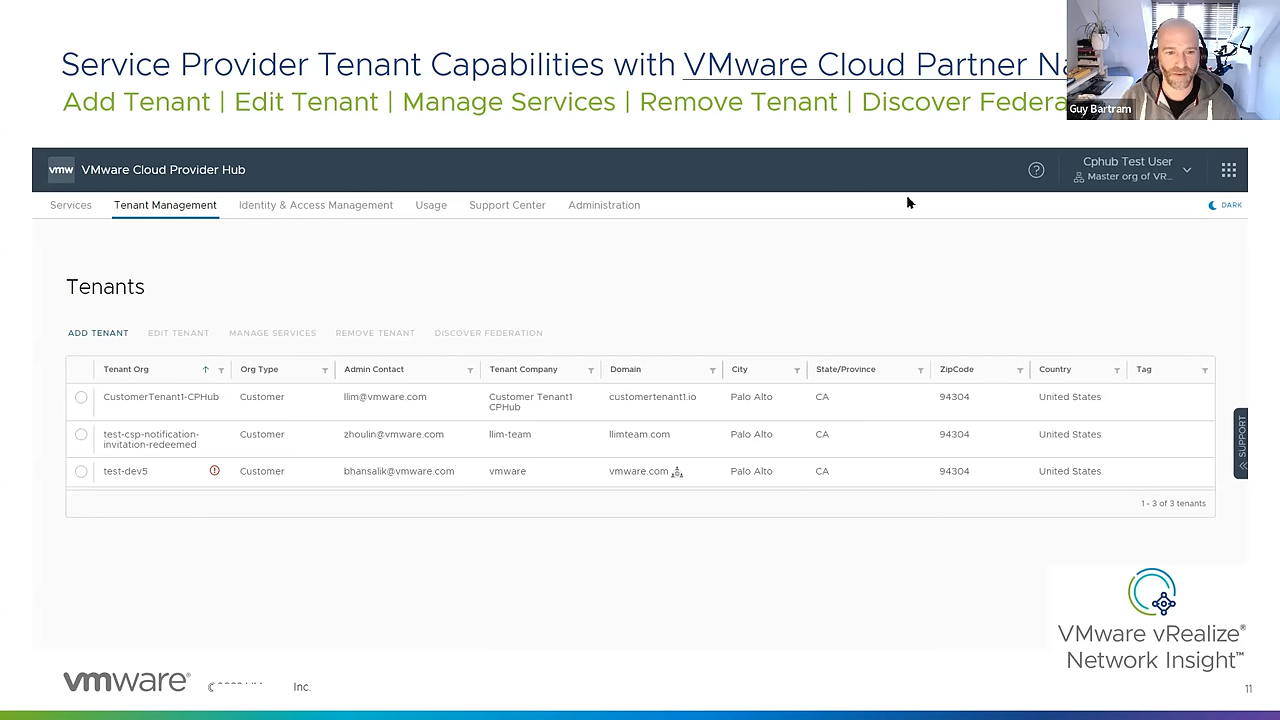 Service Provider Tenant Capabilities with VMware Cloud Partner Na
Add Tenant | Edit Tenant | Manage Services | Remove Tenant | Discover Federa
Guy Bartram
vmw VMware Cloud Provider Hub
Cphub Test User
Master org of VR...
Services Tenant Management Identity & Access Management Usage Support Center Administration
DARK
Tenants
ADD TENANT EDIT TENANT MANAGE SERVICES REMOVE TENANT DISCOVER FEDERATION
Tenant Org Org Type Admin Contact Tenant Company Domain City State/Province ZipCode Country Tag
CustomerTenant1-CPHub Customer llim@vmware.com Customer Tenant1 customertenant1.io Palo Alto CA 94304 United States
CPHub
test-csp-notification- Customer zhoulin@vmware.com llim-team llimteam.com Palo Alto CA 94304 United States
invitation-redeemed
test-dev5 Customer bhansalik@vmware.com vmware vmware.com Palo Alto CA 94304 United States
1 - 3 of 3 tenants
SUPPORT
VMware vRealize®
Network Insight™
vmware®
Inc.
11